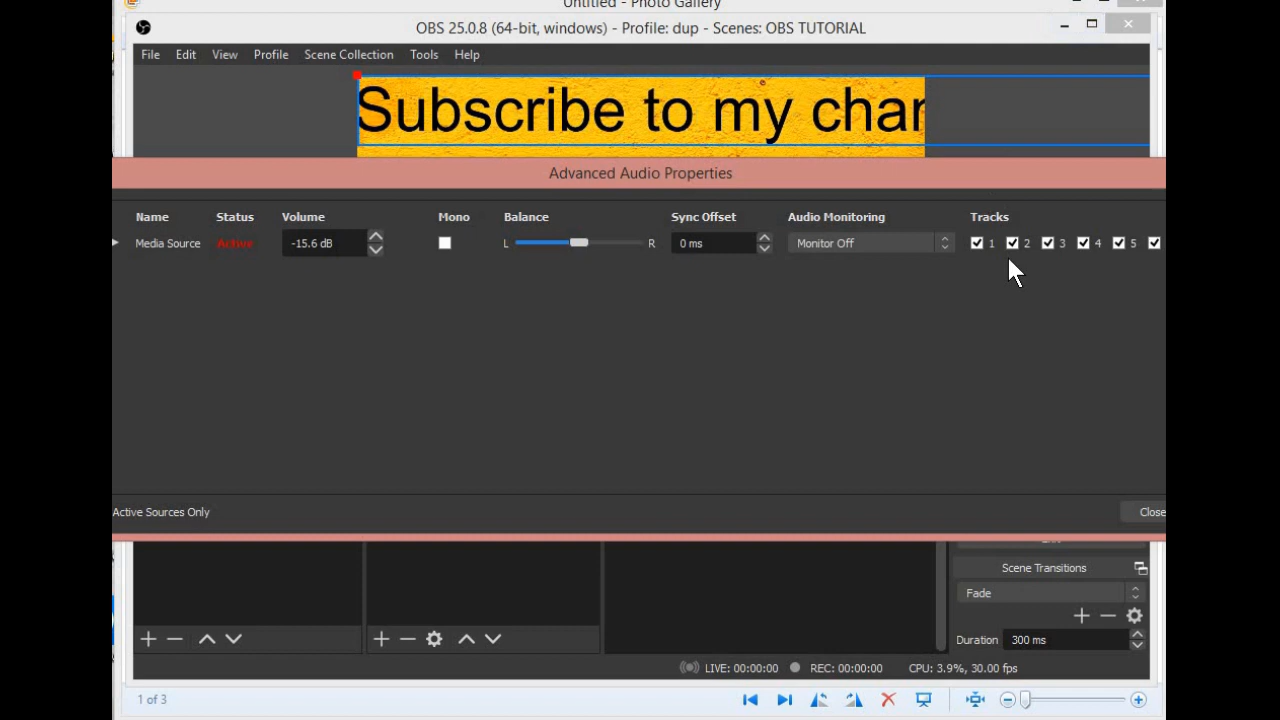 Untitled - Photo Gallery
OBS 25.0.8 (64-bit, windows) - Profile: dup - Scenes: OBS TUTORIAL
File Edit View Profile Scene Collection Tools Help
Subscribe to my chan
Advanced Audio Properties
Name Status Volume Mono Balance Sync Offset Audio Monitoring Tracks
Media Source Active -15.6 dB L R 0 ms Monitor Off 1 2 3 4 5
Active Sources Only Close
Scene Transitions
Fade
Duration 300 ms
LIVE: 00:00:00 REC: 00:00:00 CPU: 3.9%, 30.00 fps
1 of 3